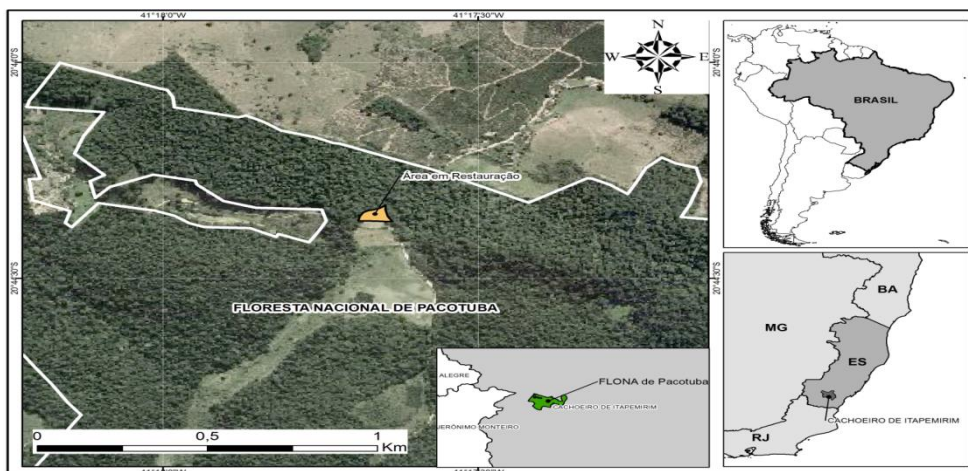 41°18'0"W
41°17'30"W
N
W
E
S
20°44'0"S
Área em Restauração
20°44'30"S
FLORESTA NACIONAL DE PACOTUBA
ALEGRE
FLONA de Pacotuba
CACHOEIRO DE ITAPEMIRIM
JERÔNIMO MONTEIRO
0
0,5
1
Km
BRASIL
BA
MG
ES
CACHOEIRO DE ITAPEMIRIM
RJ